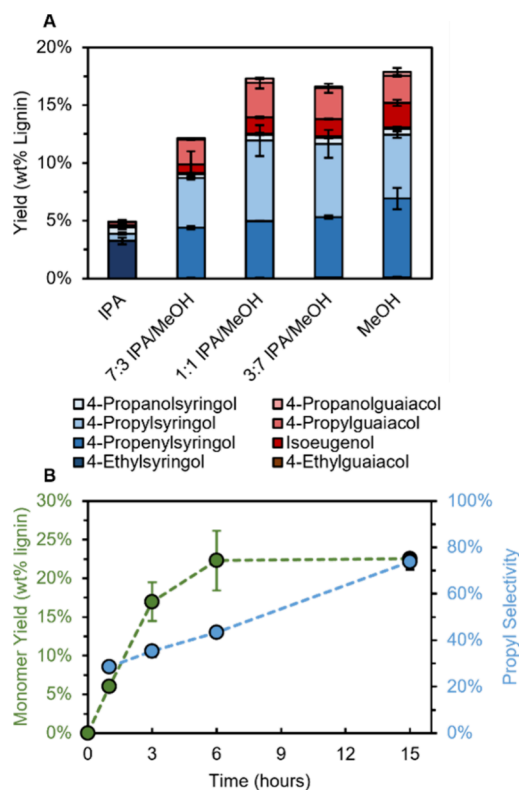 A
20%
15%
10%
5%
0%
Yield (wt% Lignin)
IPA
7:3 IPA/MeOH
1:1 IPA/MeOH
3:7 IPA/MeOH
MeOH
4-Propanolsyringol
4-Propanolguaiacol
4-Propylsyringol
4-Propylguaiacol
4-Propenylsyringol
Isoeugenol
4-Ethylsyringol
4-Ethylguaiacol
B
30%
25%
20%
15%
10%
5%
0%
Monomer Yield (wt% lignin)
100%
80%
60%
40%
20%
0%
Propyl Selectivity
0 3 6 9 12 15
Time (hours)